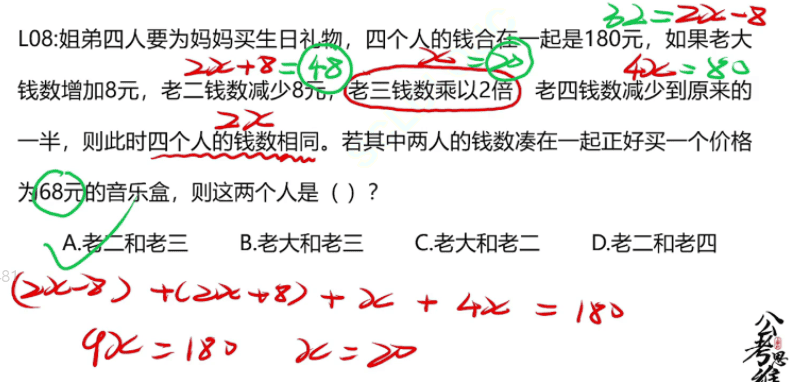 32=2x-8
L08:姐弟四人要为妈妈买生日礼物，四个人的钱合在一起是180元，如果老大
2x+8=48 x=20 4x=80
钱数增加8元，老二钱数减少8元，老三钱数乘以2倍 老四钱数减少到原来的
2x
一半，则此时四个人的钱数相同。若其中两人的钱数凑在一起正好买一个价格
为68元的音乐盒，则这两个人是（ ）？
A.老二和老三 B.老大和老三 C.老大和老二 D.老二和老四
(2x-8)+(2x+8)+x+4x=180
9x=180 x=20
公考思维